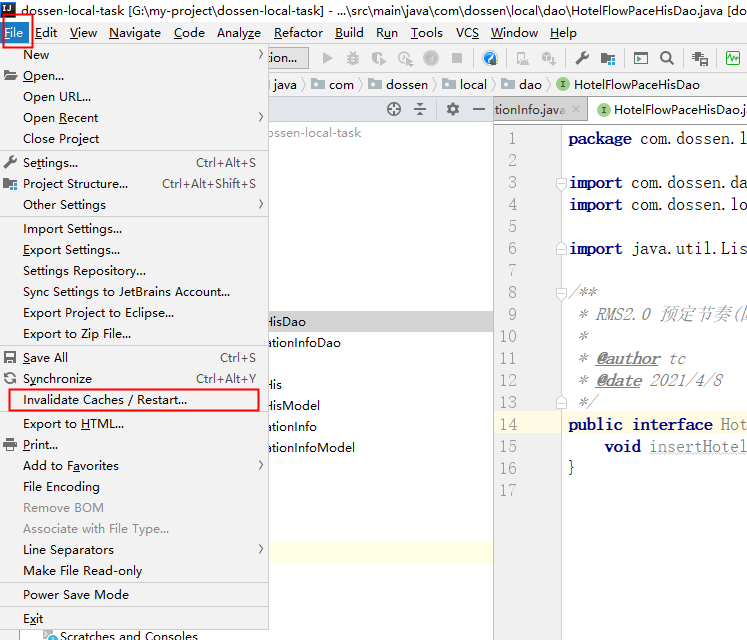 dossen-local-task [G:\my-project\dossen-local-task] - ...\src\main\java\com\dossen\local\dao\HotelFlowPaceHisDao.java [do
File Edit View Navigate Code Analyze Refactor Build Run Tools VCS Window Help
New
Open...
Open URL...
Open Recent
Close Project
Settings... Ctrl+Alt+S
Project Structure... Ctrl+Alt+Shift+S
Other Settings
Import Settings...
Export Settings...
Settings Repository...
Sync Settings to JetBrains Account...
Export Project to Eclipse...
Export to Zip File...
Save All Ctrl+S
Synchronize Ctrl+Alt+Y
Invalidate Caches / Restart...
Export to HTML...
Print...
Add to Favorites
File Encoding
Remove BOM
Associate with File Type...
Line Separators
Make File Read-only
Power Save Mode
Exit
Scratches and Consoles
ion...
java com dossen local dao HotelFlowPaceHisDao
dossen-local-task
HisDao
ationInfoDao
His
HisModel
ationInfo
ationInfoModel
tionInfo.java HotelFlowPaceHisDao.j
1 package com.dossen.l
2
3 import com.dossen.da
4 import com.dossen.lo
5
6 import java.util.Lis
7
8 /**
9 * RMS2.0 预定节奏(
10 *
11 * @author tc
12 * @date 2021/4/8
13 */
14 public interface Hot
15 void insertHotel
16 }
17